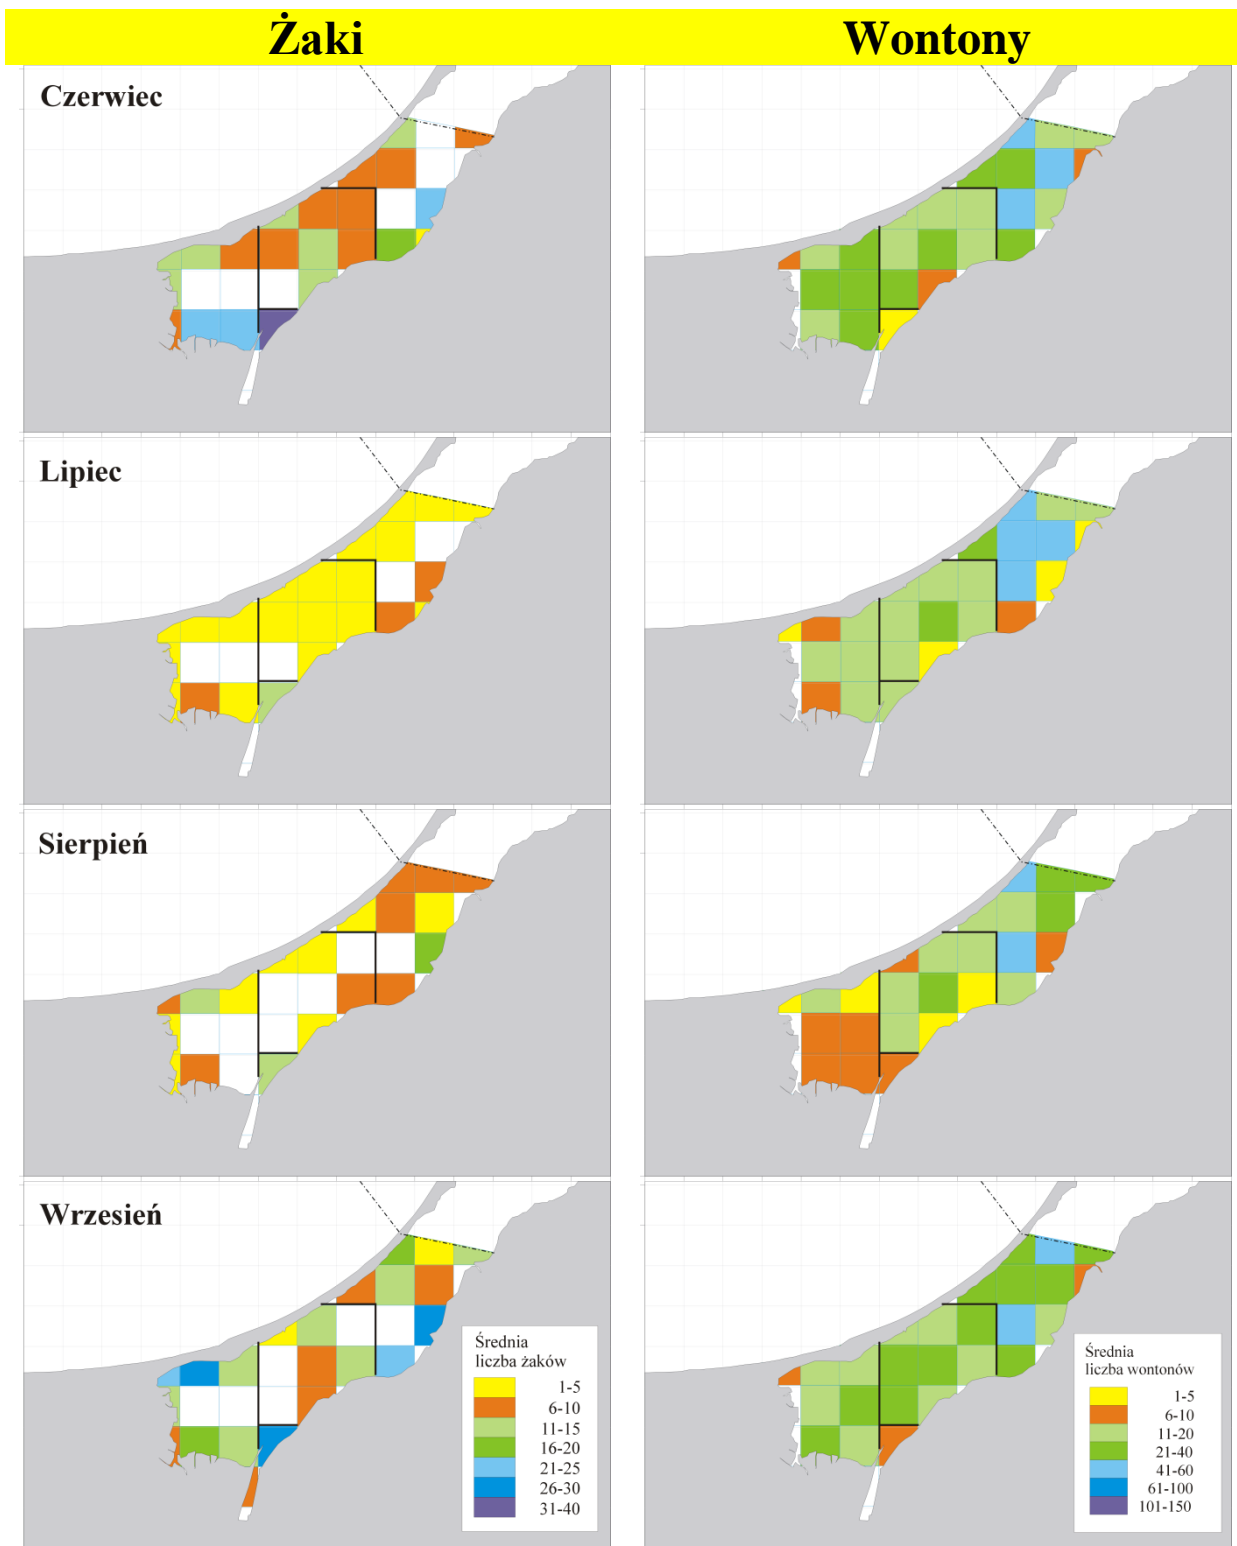 Żaki
Wontony
Czerwiec
Lipiec
Sierpień
Wrzesień
Średnia
liczba żaków
1-5
6-10
11-15
16-20
21-25
26-30
31-40
Średnia
liczba wontonów
1-5
6-10
11-20
21-40
41-60
61-100
101-150